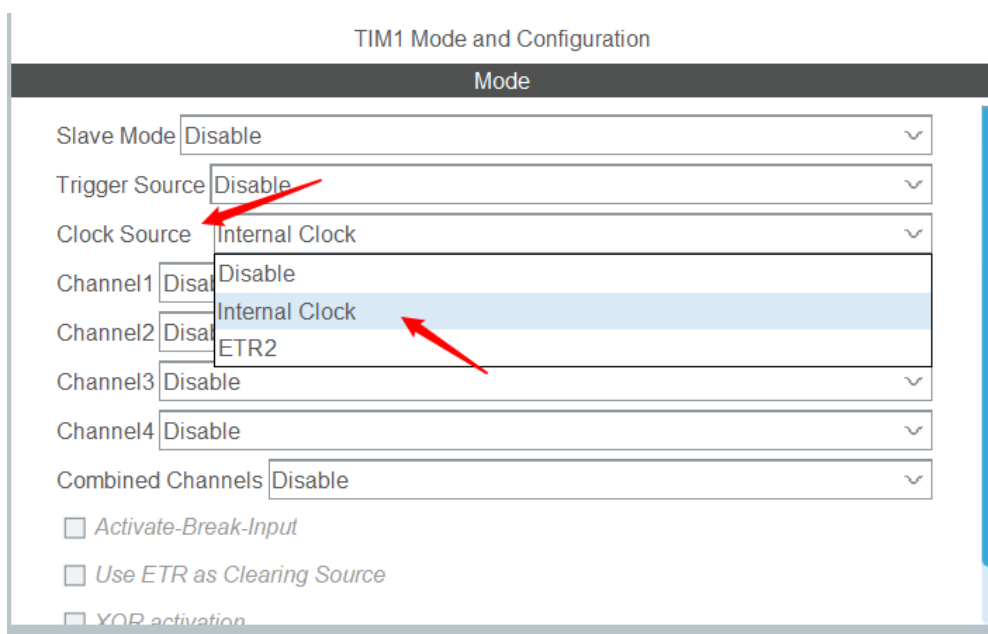 TIM1 Mode and Configuration
Mode
Slave Mode Disable
Trigger Source Disable
Clock Source Internal Clock
Disable
Channel1 Disa
Internal Clock
Channel2 Disa
ETR2
Channel3 Disable
Channel4 Disable
Combined Channels Disable
Activate-Break-Input
Use ETR as Clearing Source
XOR activation